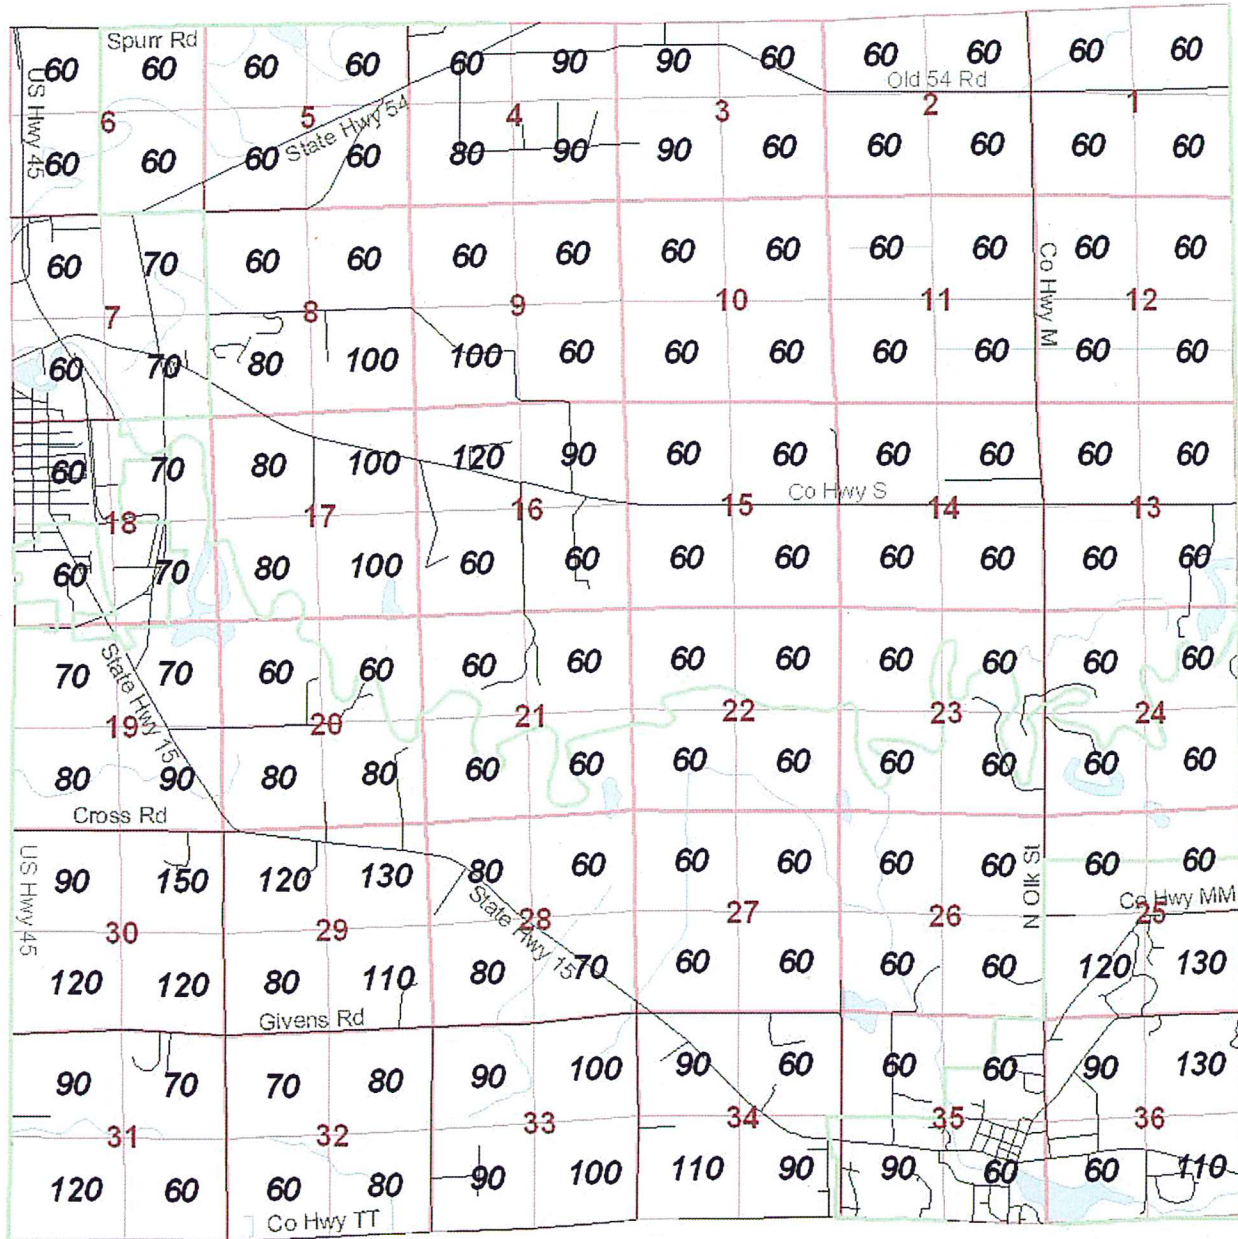 Spurr Rd
US Hwy 45
60 60 60 60 60 90 90 60 60 60 60 60
Old 54 Rd
6 5 4 3 2 1
State Hwy 54
60 60 60 60 80 90 90 60 60 60 60 60
60 70 60 60 60 60 60 60 60 60 60 60
Co Hwy M
7 8 9 10 11 12
60 70 80 100 100 60 60 60 60 60 60 60
60 70 80 100 120 90 60 60 60 60 60 60
Co Hwy S
18 17 16 15 14 13
60 70 80 100 60 60 60 60 60 60 60 60
70 70 60 60 60 60 60 60 60 60 60 60
State Hwy 15
19 20 21 22 23 24
80 90 80 80 60 60 60 60 60 60 60 60
Cross Rd
US Hwy 45
90 150 120 130 80 60 60 60 60 60 60 60
N Olk St
Co Hwy MM
State Hwy 15
30 29 28 27 26 25
120 120 80 110 80 70 60 60 60 60 120 130
Givens Rd
90 70 70 80 90 100 90 60 60 60 90 130
31 32 33 34 35 36
120 60 60 80 90 100 110 90 90 60 60 110
Co Hwy TT